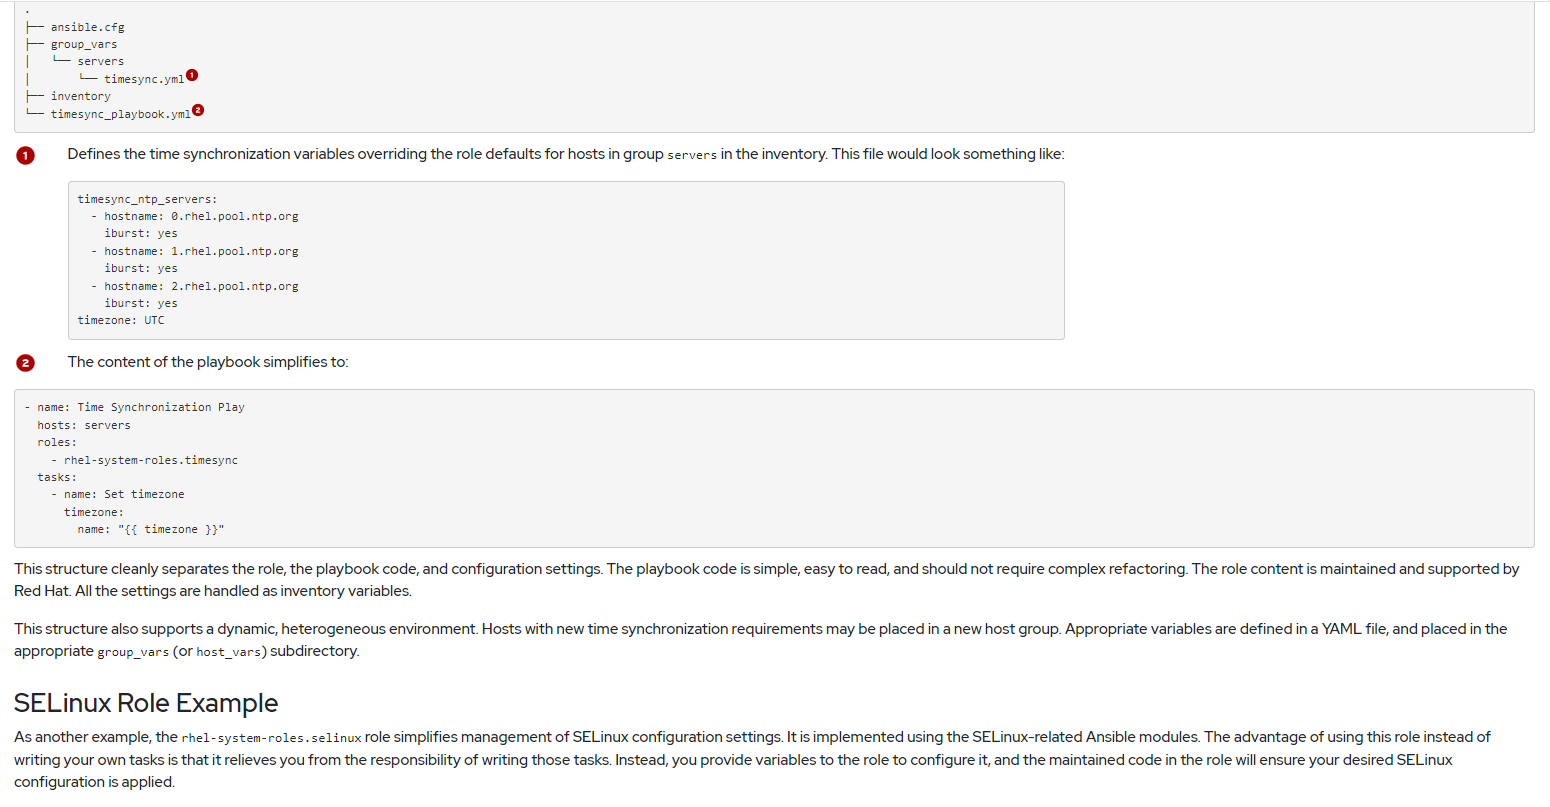 .
├── ansible.cfg
├── group_vars
│   └── servers
│       └── timesync.yml 1
├── inventory
└── timesync_playbook.yml 2
1 Defines the time synchronization variables overriding the role defaults for hosts in group servers in the inventory. This file would look something like:
timesync_ntp_servers:
  - hostname: 0.rhel.pool.ntp.org
    iburst: yes
  - hostname: 1.rhel.pool.ntp.org
    iburst: yes
  - hostname: 2.rhel.pool.ntp.org
    iburst: yes
timezone: UTC
2 The content of the playbook simplifies to:
- name: Time Synchronization Play
  hosts: servers
  roles:
    - rhel-system-roles.timesync
  tasks:
    - name: Set timezone
      timezone:
        name: "{{ timezone }}"
This structure cleanly separates the role, the playbook code, and configuration settings. The playbook code is simple, easy to read, and should not require complex refactoring. The role content is maintained and supported by
Red Hat. All the settings are handled as inventory variables.
This structure also supports a dynamic, heterogeneous environment. Hosts with new time synchronization requirements may be placed in a new host group. Appropriate variables are defined in a YAML file, and placed in the
appropriate group_vars (or host_vars) subdirectory.
SELinux Role Example
As another example, the rhel-system-roles.selinux role simplifies management of SELinux configuration settings. It is implemented using the SELinux-related Ansible modules. The advantage of using this role instead of
writing your own tasks is that it relieves you from the responsibility of writing those tasks. Instead, you provide variables to the role to configure it, and the maintained code in the role will ensure your desired SELinux
configuration is applied.